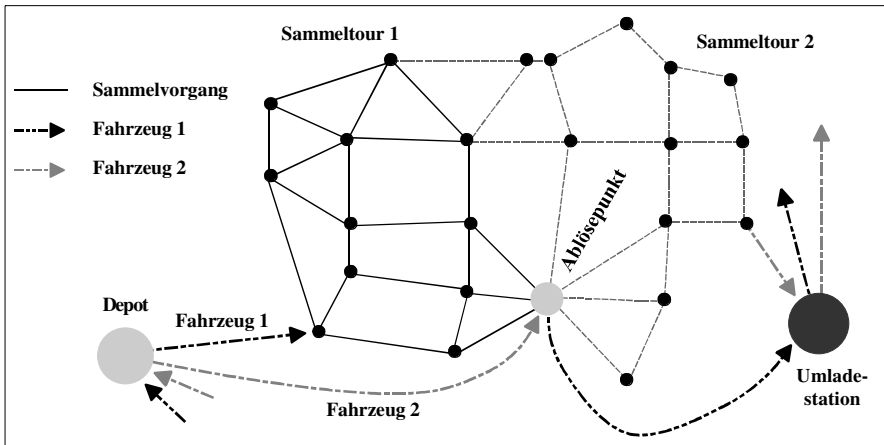 Sammeltour 1
Sammeltour 2
Sammelvorgang
Fahrzeug 1
Fahrzeug 2
Ablösepunkt
Depot
Fahrzeug 1
Fahrzeug 2
Umlade-
station